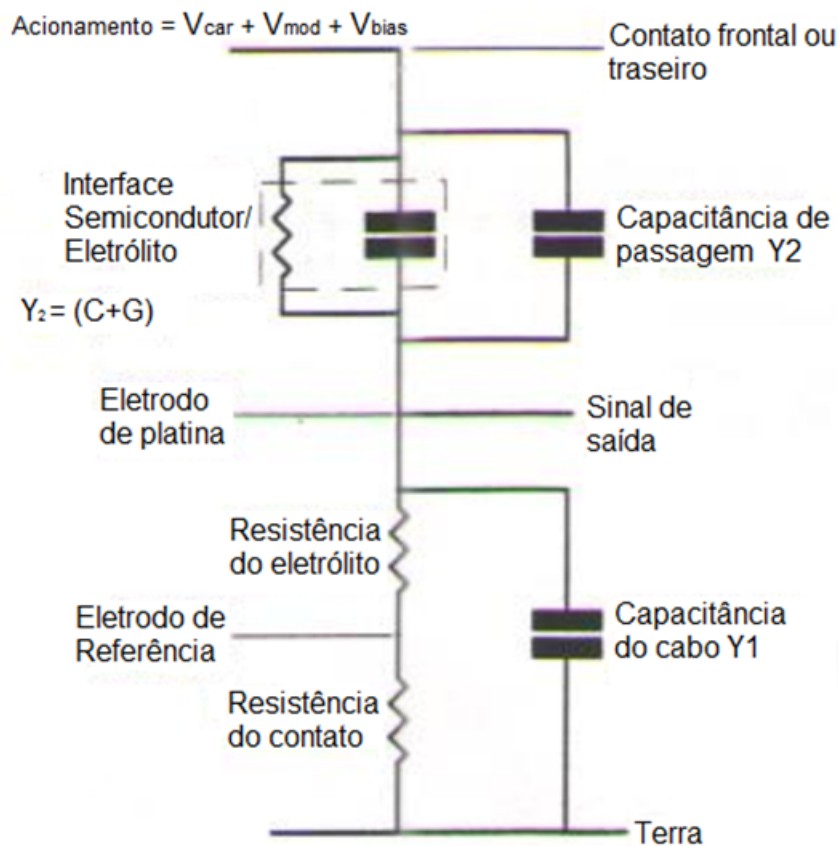 Acionamento = Vcar + Vmod + Vbias
Contato frontal ou
traseiro
Interface
Semicondutor/
Eletrólito
Capacitância de
passagem Y2
Y₂ = (C+G)
Eletrodo
de platina
Sinal de
saída
Resistência
do eletrólito
Eletrodo de
Referência
Capacitância
do cabo Y1
Resistência
do contato
Terra